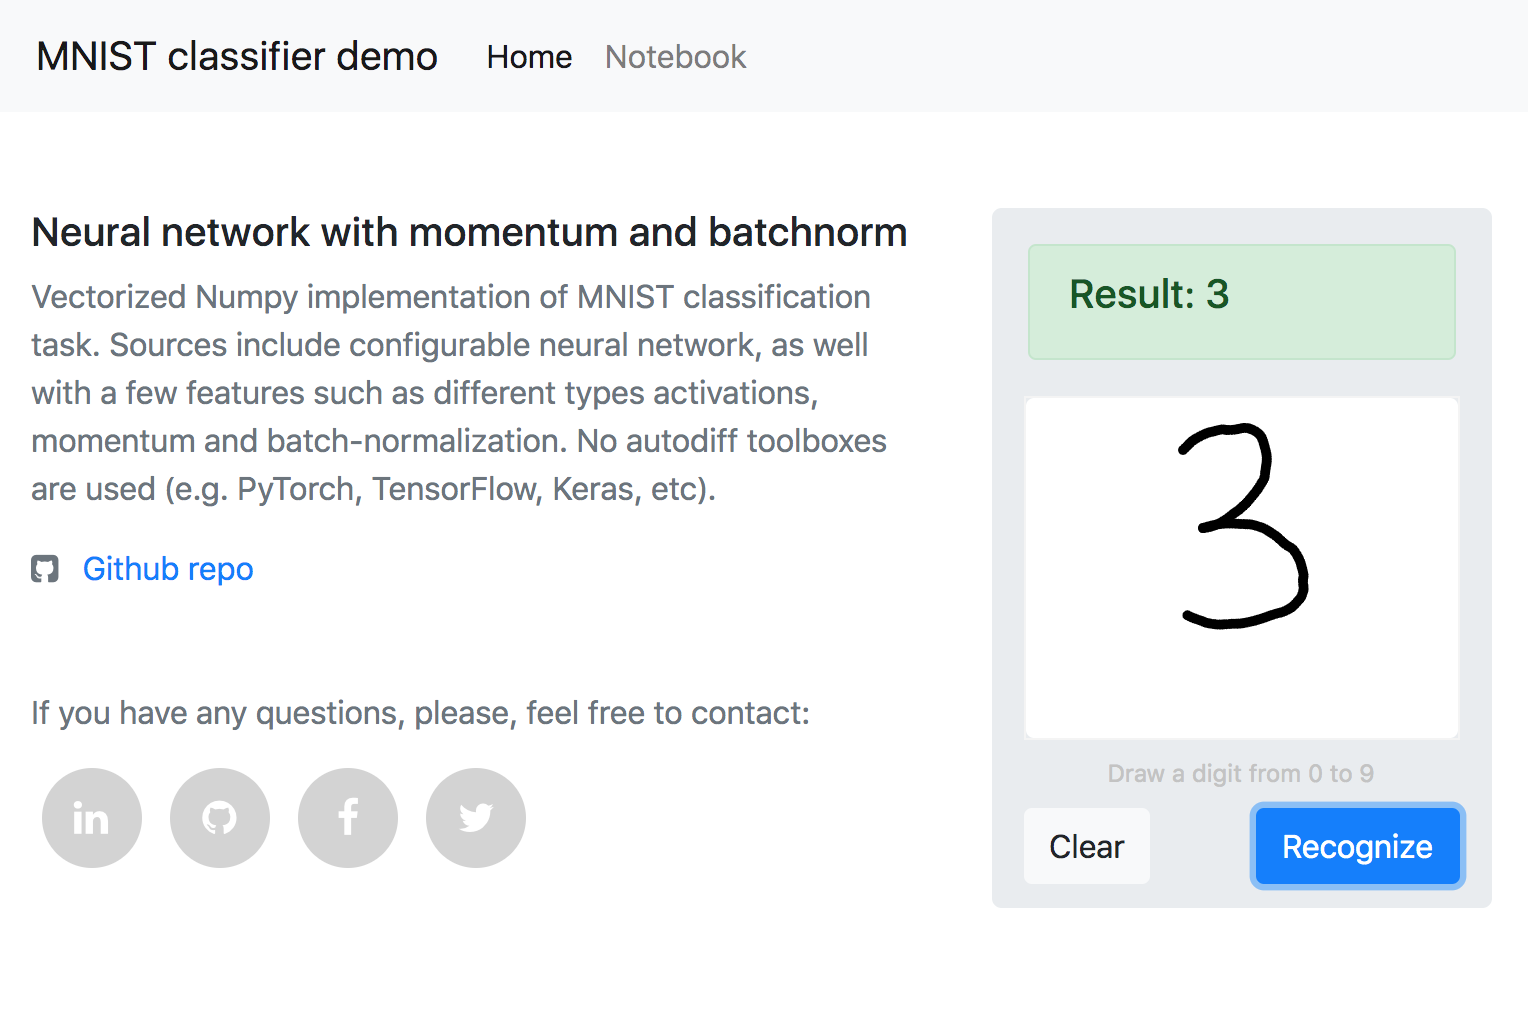 MNIST classifier demo Home Notebook
Neural network with momentum and batchnorm
Vectorized Numpy implementation of MNIST classification
task. Sources include configurable neural network, as well
with a few features such as different types activations,
momentum and batch-normalization. No autodiff toolboxes
are used (e.g. PyTorch, TensorFlow, Keras, etc).
Github repo
If you have any questions, please, feel free to contact:
in f
Result: 3
3
Draw a digit from 0 to 9
Clear Recognize